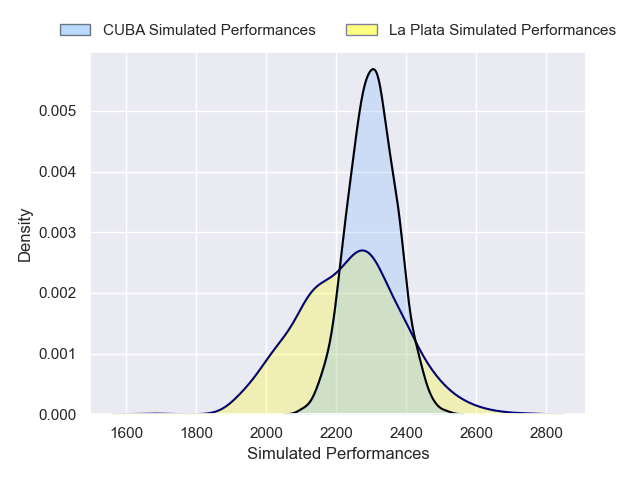 CUBA Simulated Performances La Plata Simulated Performances
0.005
0.004
0.003
0.002
0.001
0.000
Density
1600 1800 2000 2200 2400 2600 2800
Simulated Performances